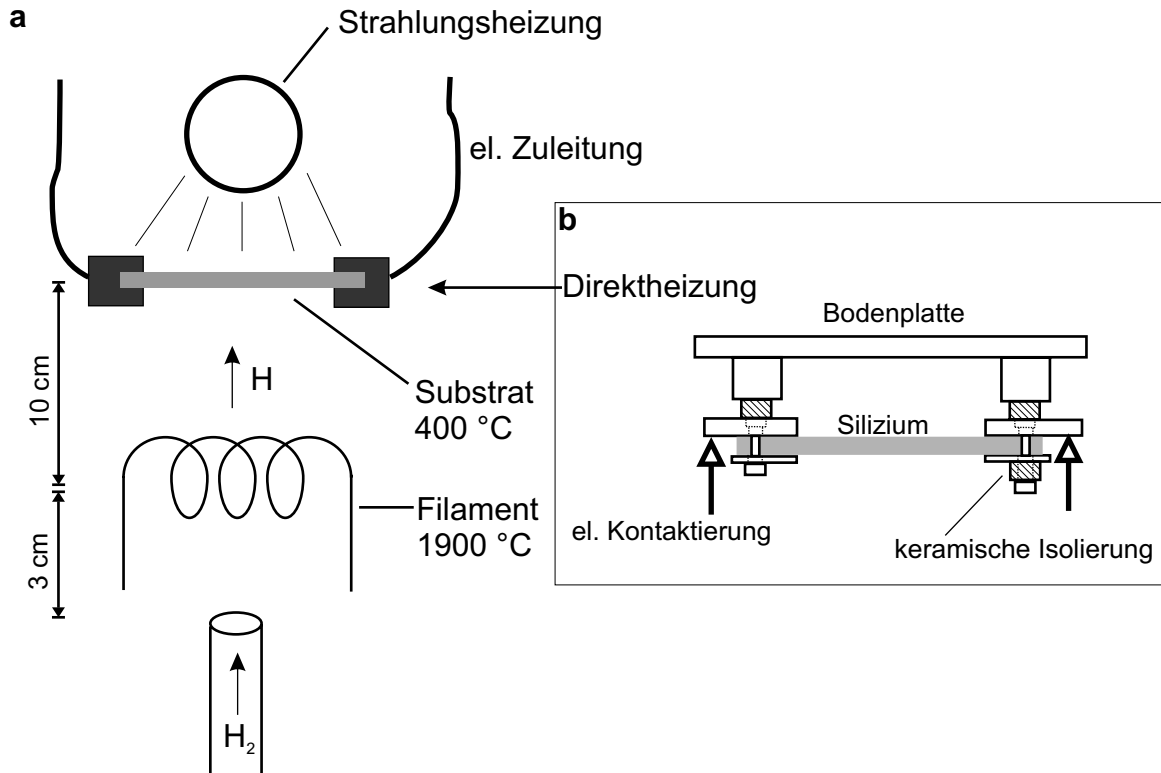 a
Strahlungsheizung
el. Zuleitung
Direktheizung
10 cm
H
Substrat
400 °C
Filament
1900 °C
3 cm
H2
b
Bodenplatte
Silizium
el. Kontaktierung
keramische Isolierung